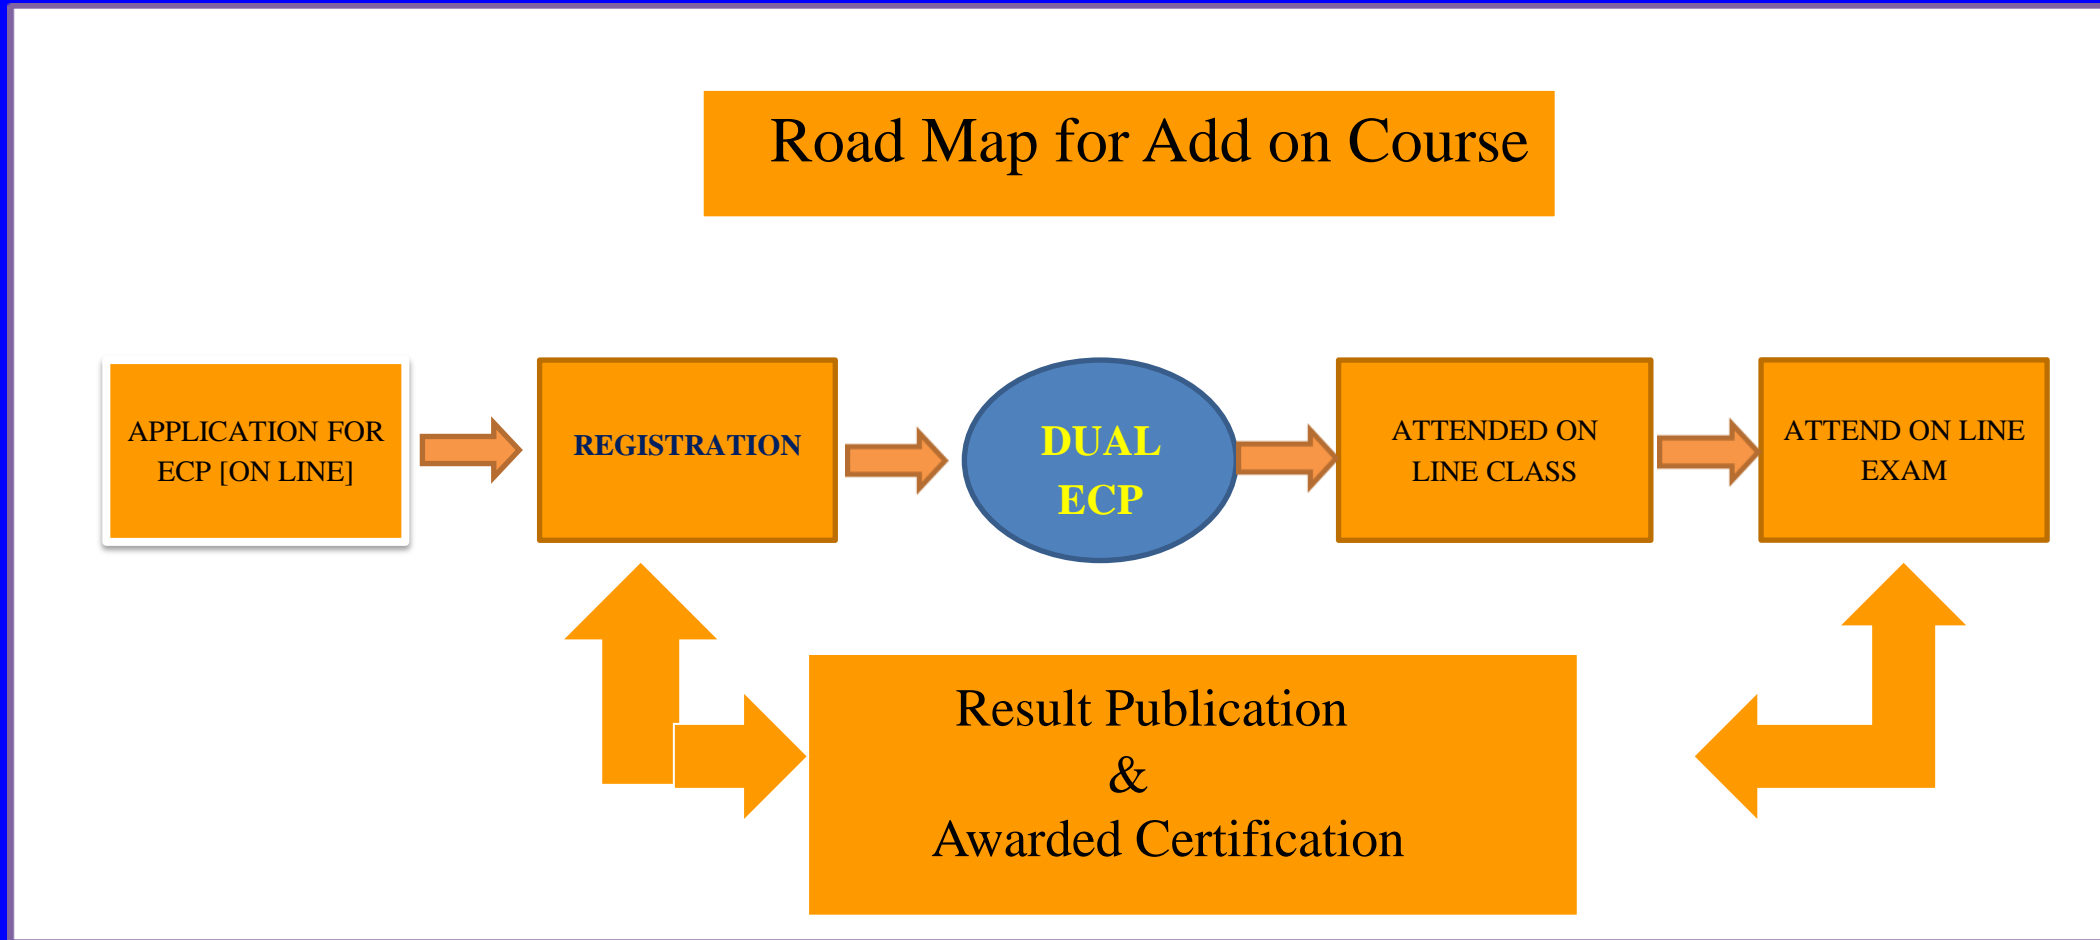 Road Map for Add on Course
APPLICATION FOR
ECP [ON LINE]
REGISTRATION
DUAL
ECP
ATTENDED ON
LINE CLASS
ATTEND ON LINE
EXAM
Result Publication
&
Awarded Certification